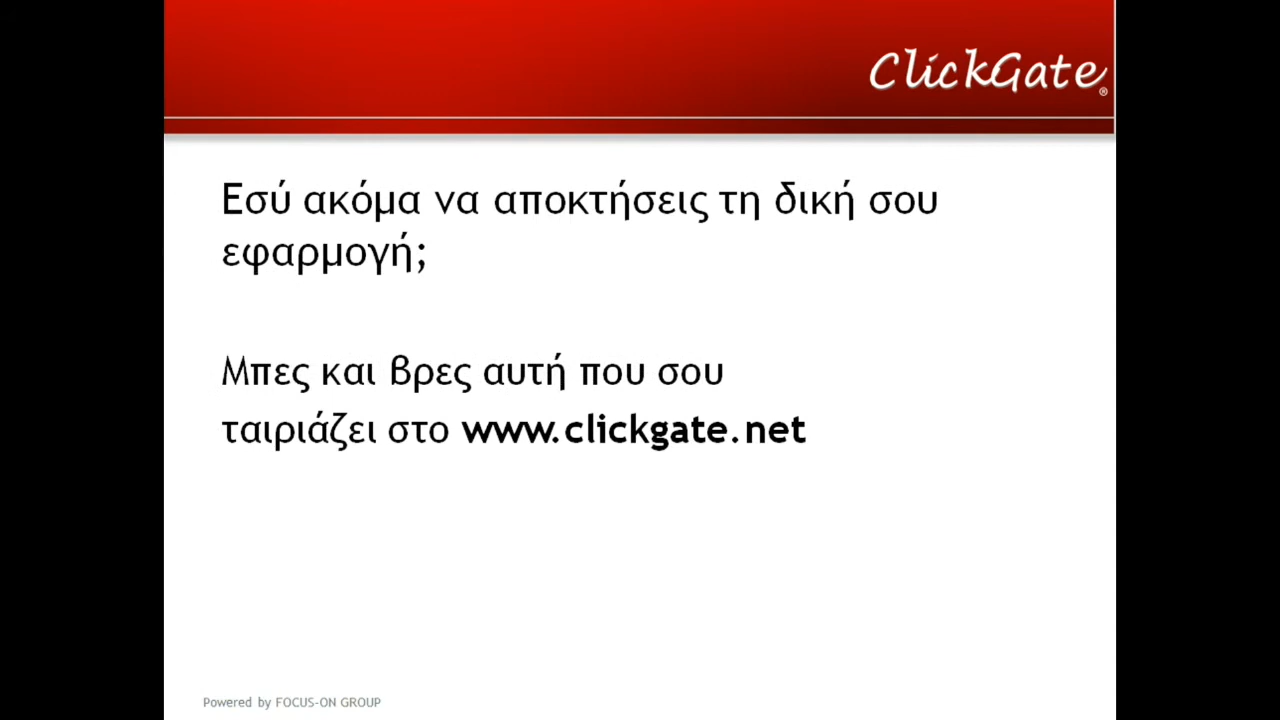 ClickGate®
Εσύ ακόμα να αποκτήσεις τη δική σου
εφαρμογή;
Μπες και βρες αυτή που σου
ταιριάζει στο www.clickgate.net
Powered by FOCUS-ON GROUP